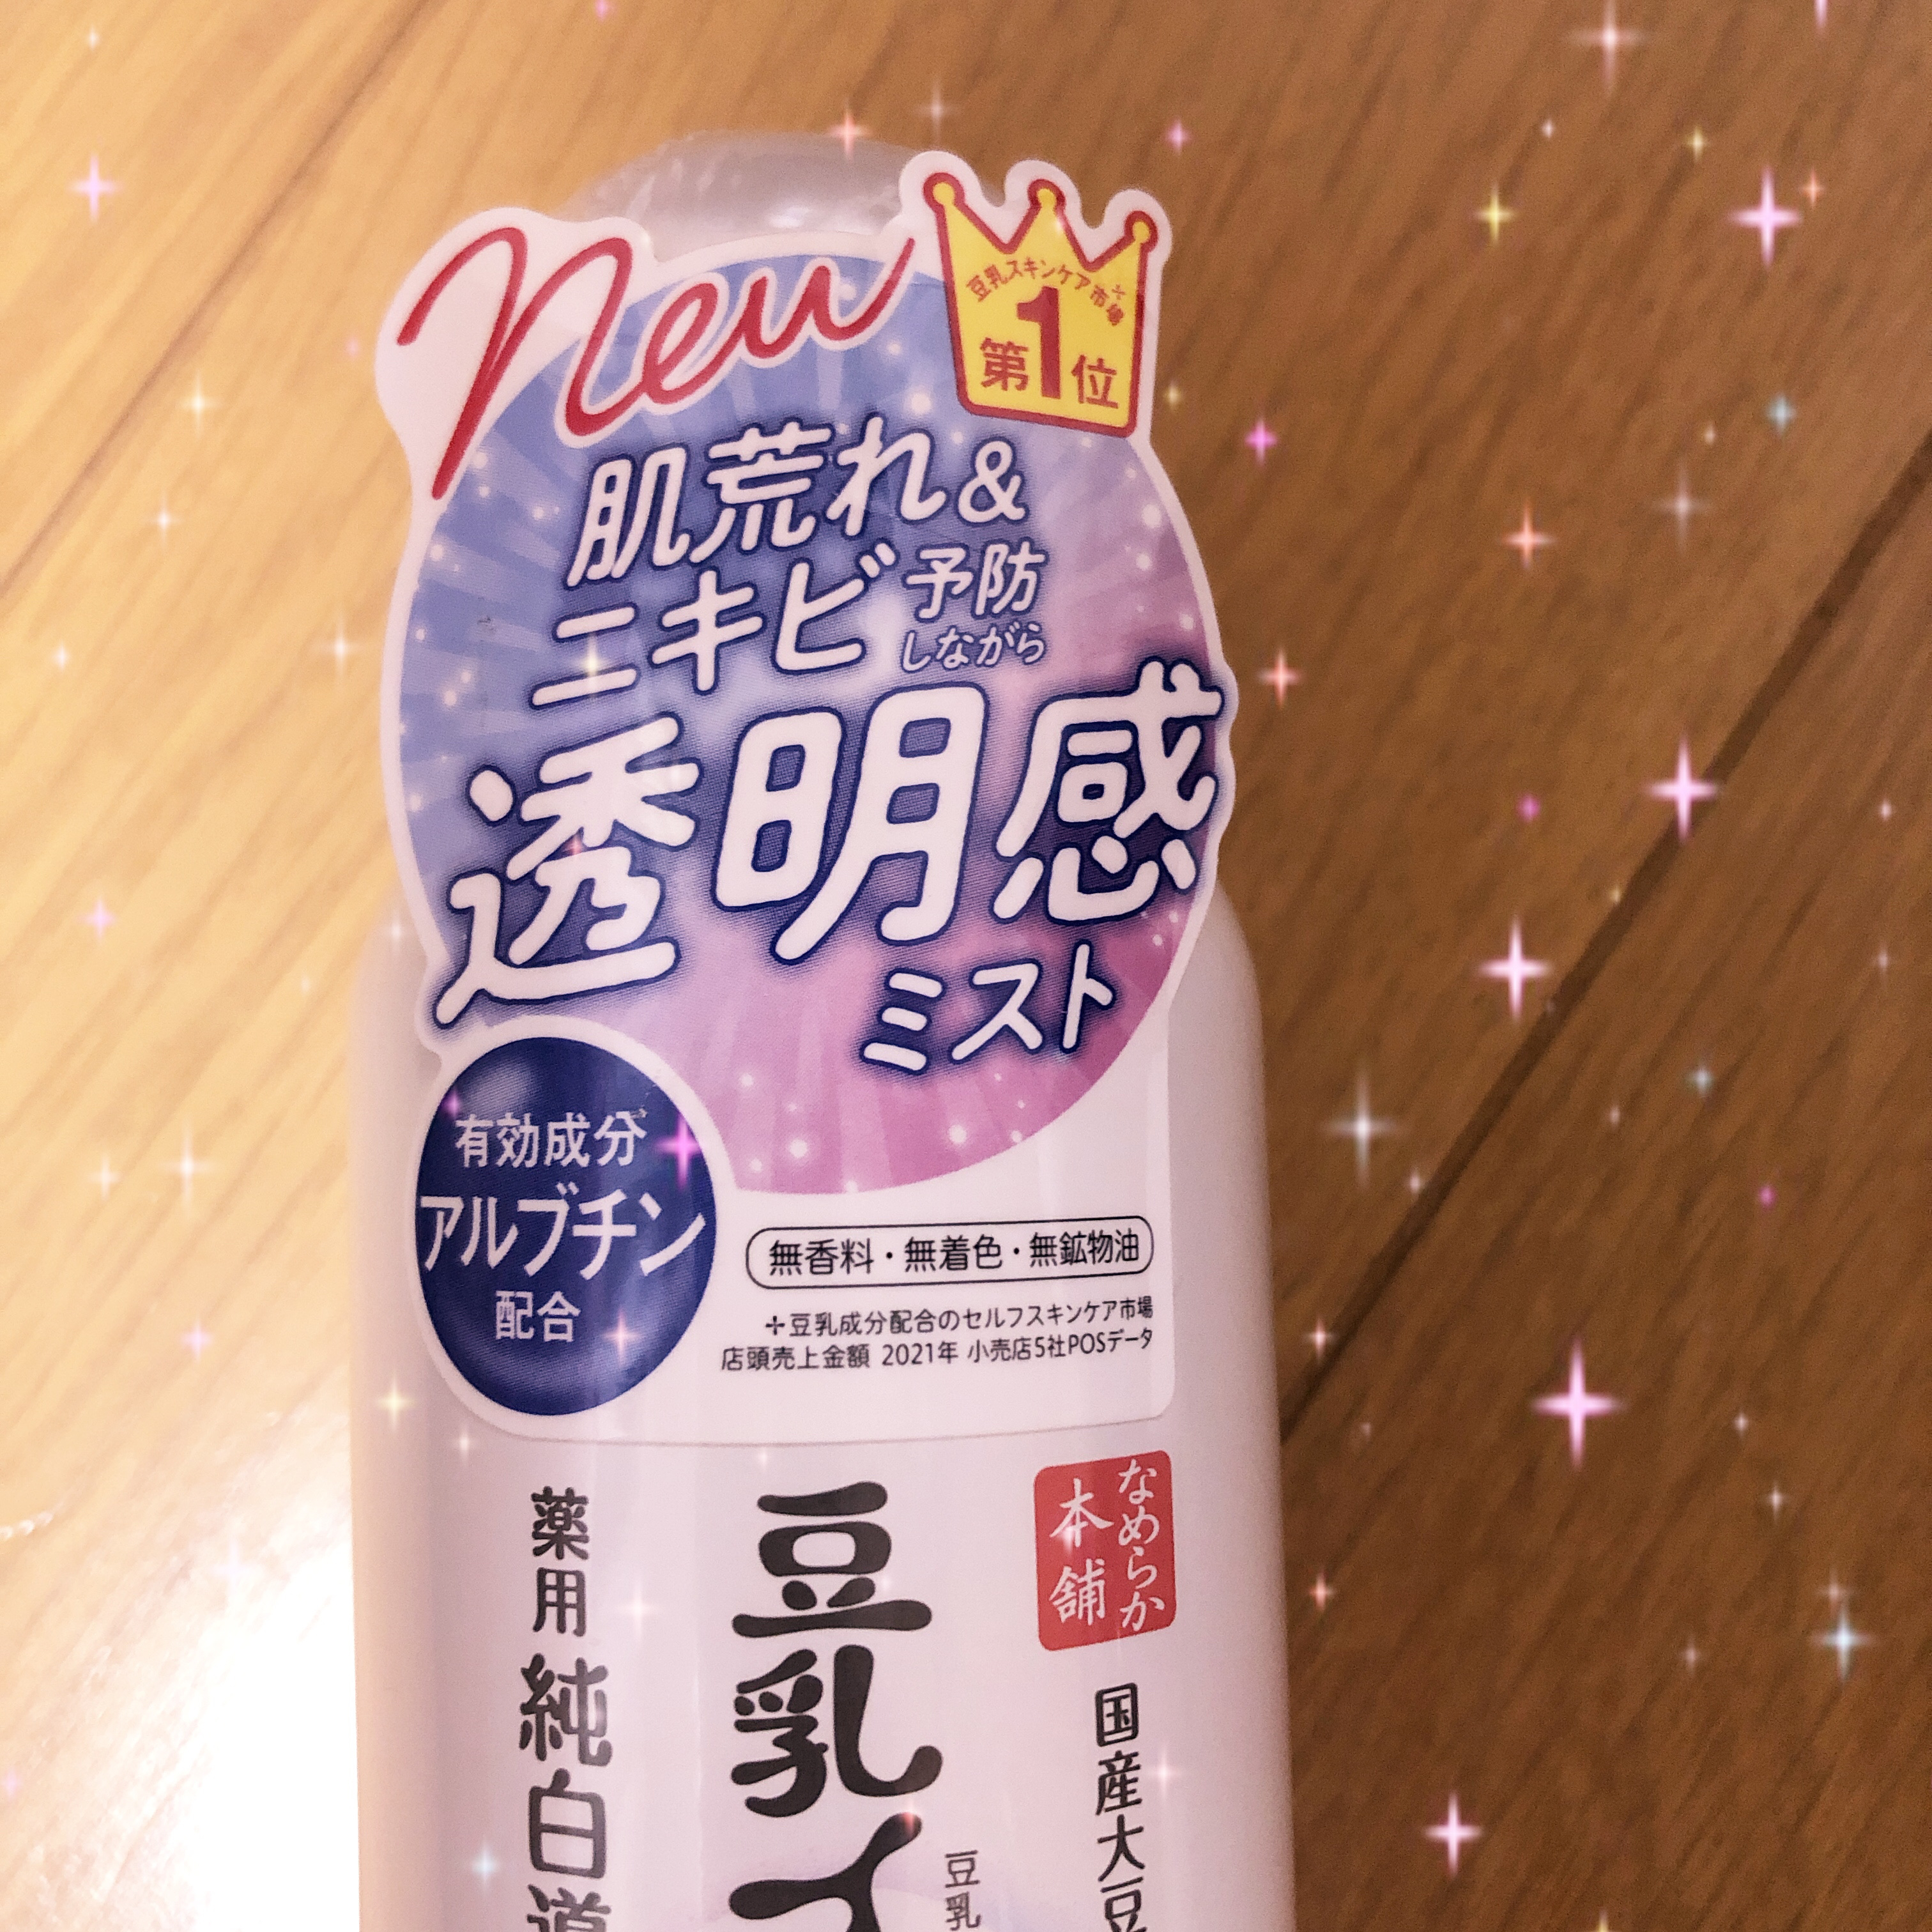 New
豆乳スキンケア市場✢
第1位
肌荒れ&
ニキビ予防
しながら
透明感
ミスト
有効成分
アルブチン
配合
無香料・無着色・無鉱物油
✢豆乳成分配合のセルフスキンケア市場
店頭売上金額 2021年 小売店5社POSデータ
なめらか
本舗
国産大豆
豆乳イ
豆乳
薬用 純白